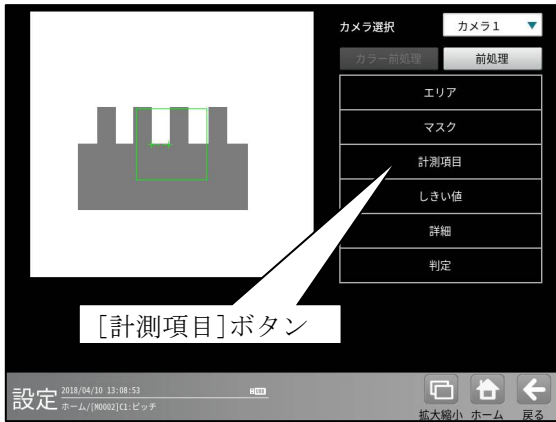 カメラ選択
カメラ1
カラー前処理
前処理
エリア
マスク
計測項目
しきい値
詳細
判定
[計測項目]ボタン
設定
2018/04/10 13:08:53
ホーム/[M0002]C1:ピッチ
拡大縮小
ホーム
戻る